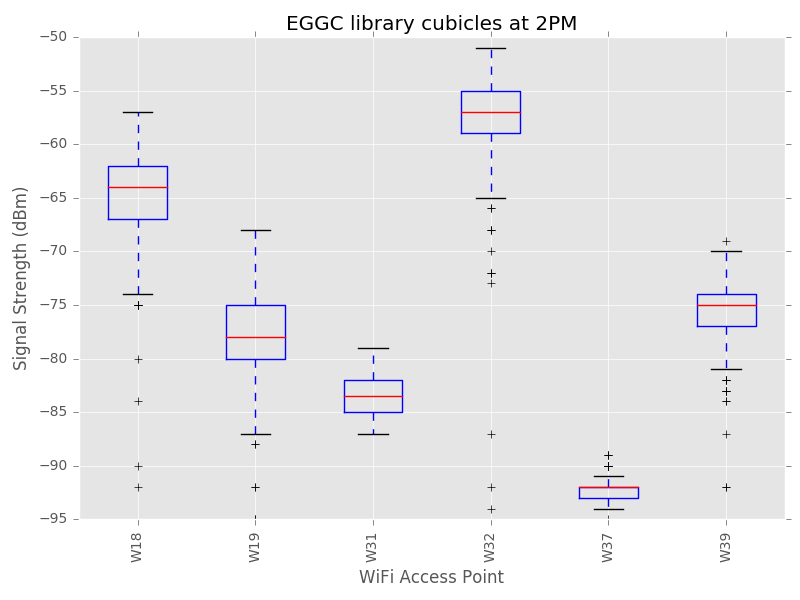 EGGC library cubicles at 2PM
Signal Strength (dBm)
−50
−55
−60
−65
−70
−75
−80
−85
−90
−95
W18
W19
W31
W32
W37
W39
WiFi Access Point